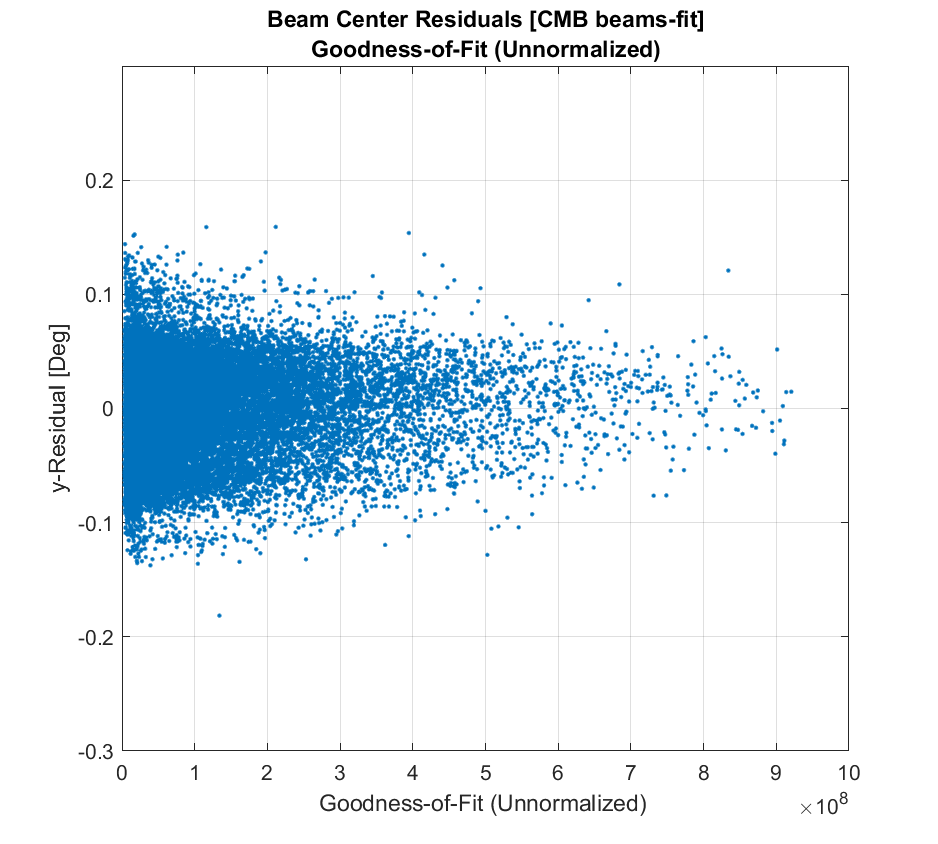 Beam Center Residuals [CMB beams-fit]
Goodness-of-Fit (Unnormalized)
y-Residual [Deg]
0.2
0.1
0
-0.1
-0.2
-0.3
0 1 2 3 4 5 6 7 8 9 10
Goodness-of-Fit (Unnormalized)
×10⁸